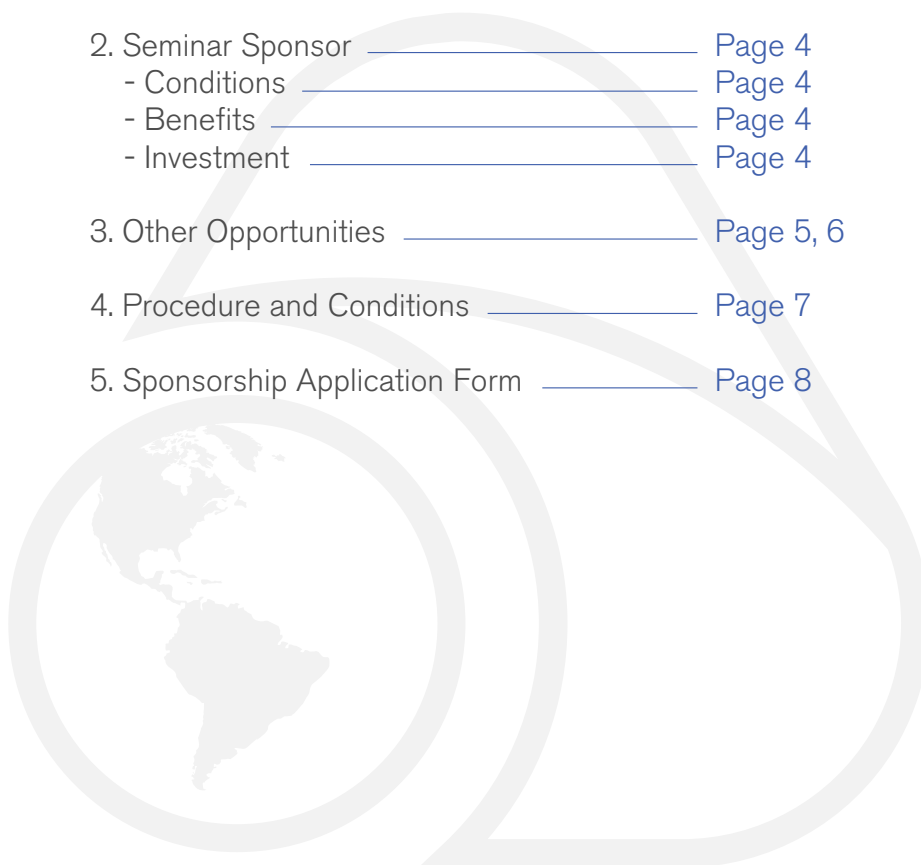 2. Seminar Sponsor Page 4
- Conditions Page 4
- Benefits Page 4
- Investment Page 4
3. Other Opportunities Page 5, 6
4. Procedure and Conditions Page 7
5. Sponsorship Application Form Page 8